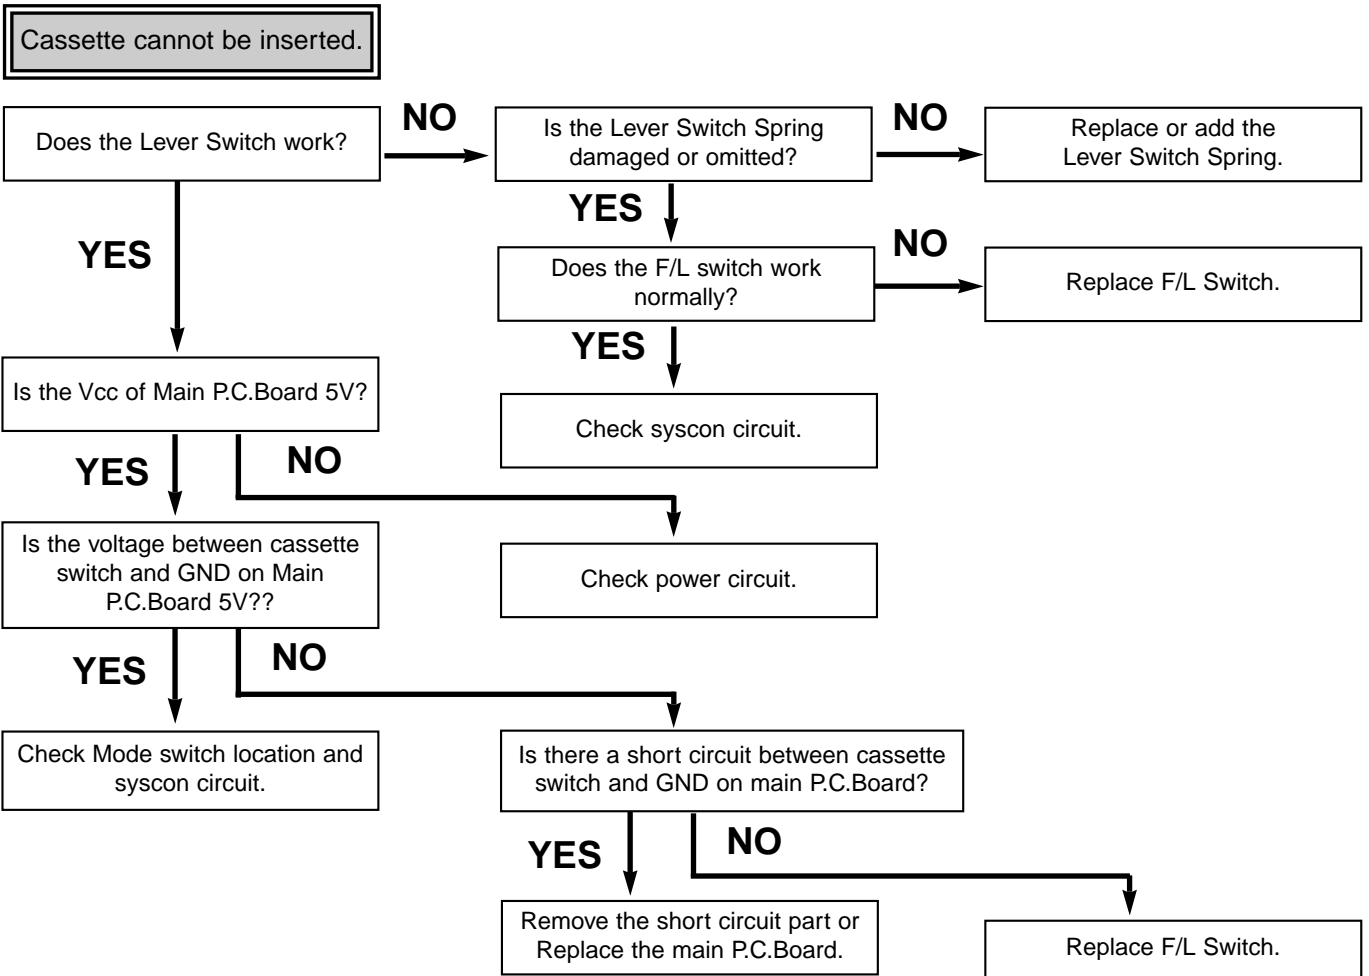 Cassette cannot be inserted.
Does the Lever Switch work?
NO
Is the Lever Switch Spring
damaged or omitted?
NO
Replace or add the
Lever Switch Spring.
YES
YES
Does the F/L switch work
normally?
NO
Replace F/L Switch.
YES
Is the Vcc of Main P.C.Board 5V?
Check syscon circuit.
YES
NO
Is the voltage between cassette
switch and GND on Main
P.C.Board 5V??
Check power circuit.
YES
NO
Check Mode switch location and
syscon circuit.
Is there a short circuit between cassette
switch and GND on main P.C.Board?
YES
NO
Remove the short circuit part or
Replace the main P.C.Board.
Replace F/L Switch.